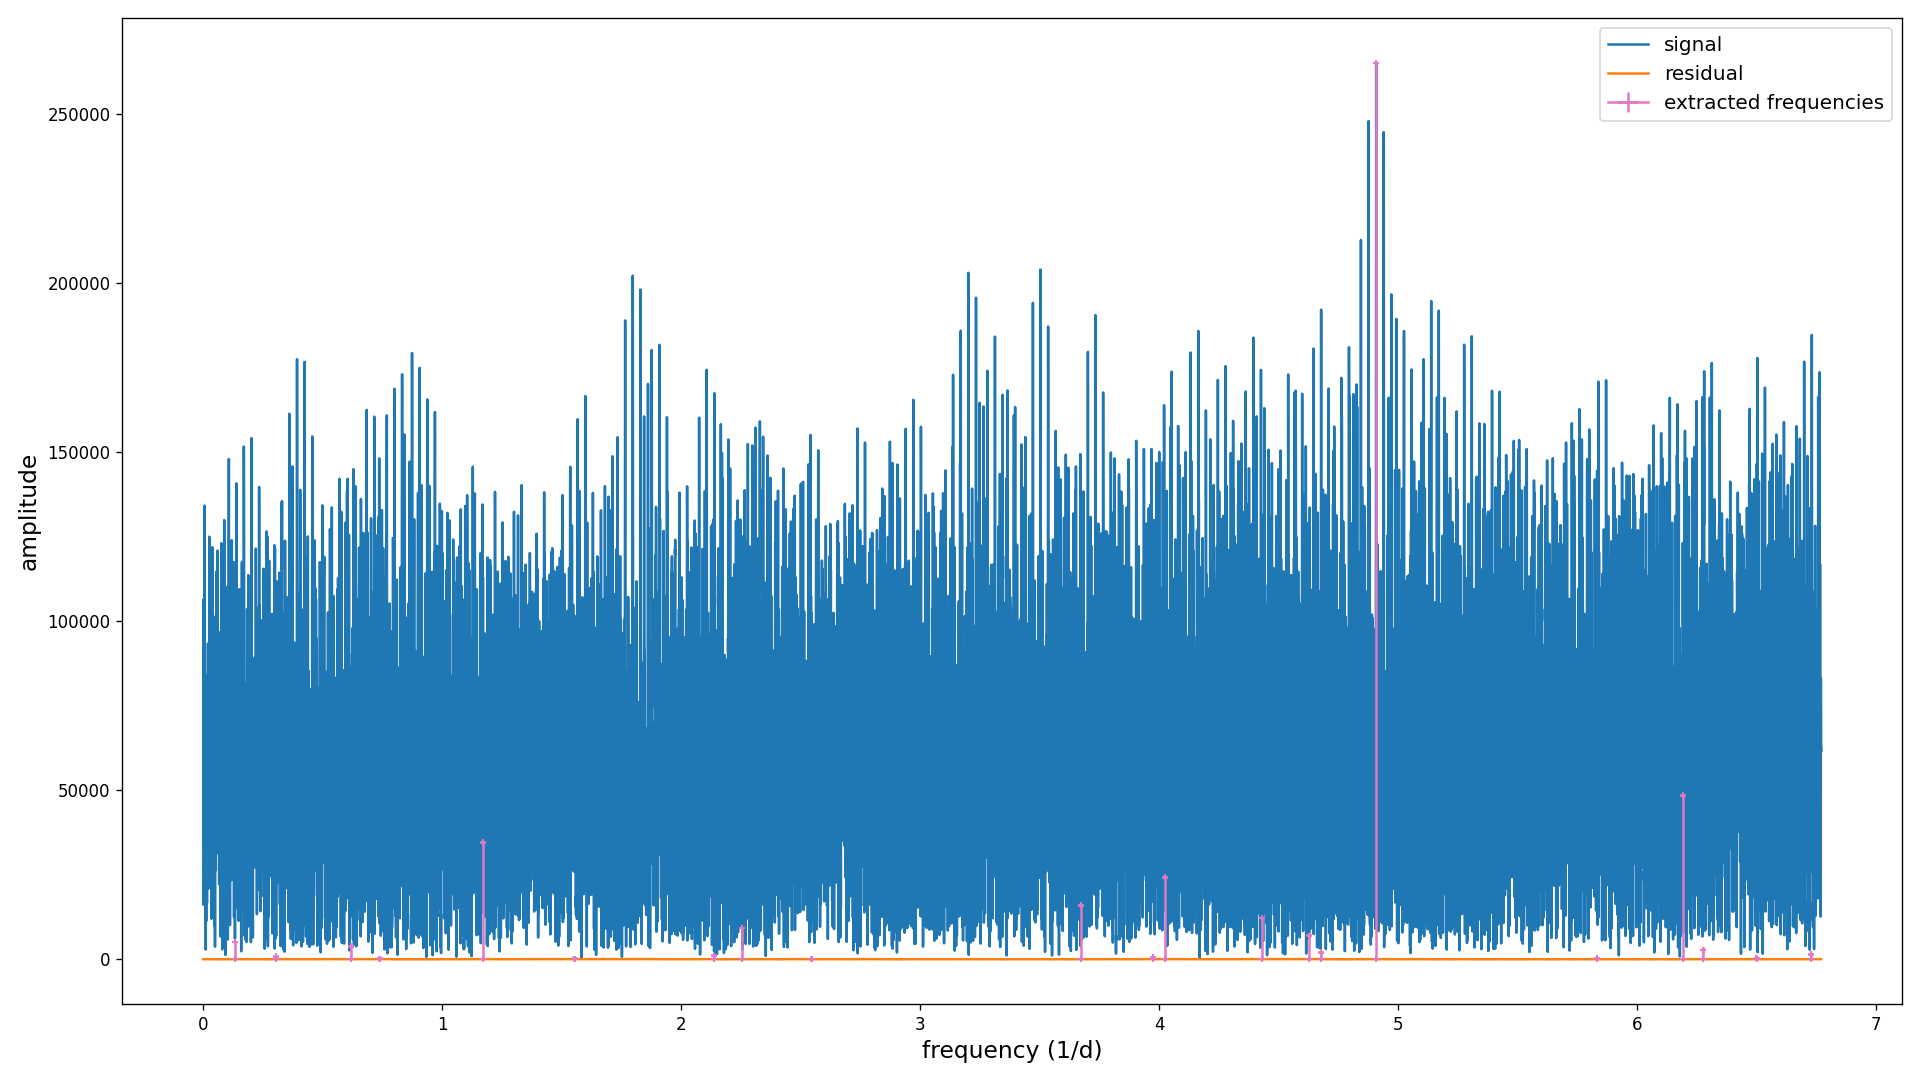 signal
residual
extracted frequencies
amplitude
250000
200000
150000
100000
50000
0
0 1 2 3 4 5 6 7
frequency (1/d)